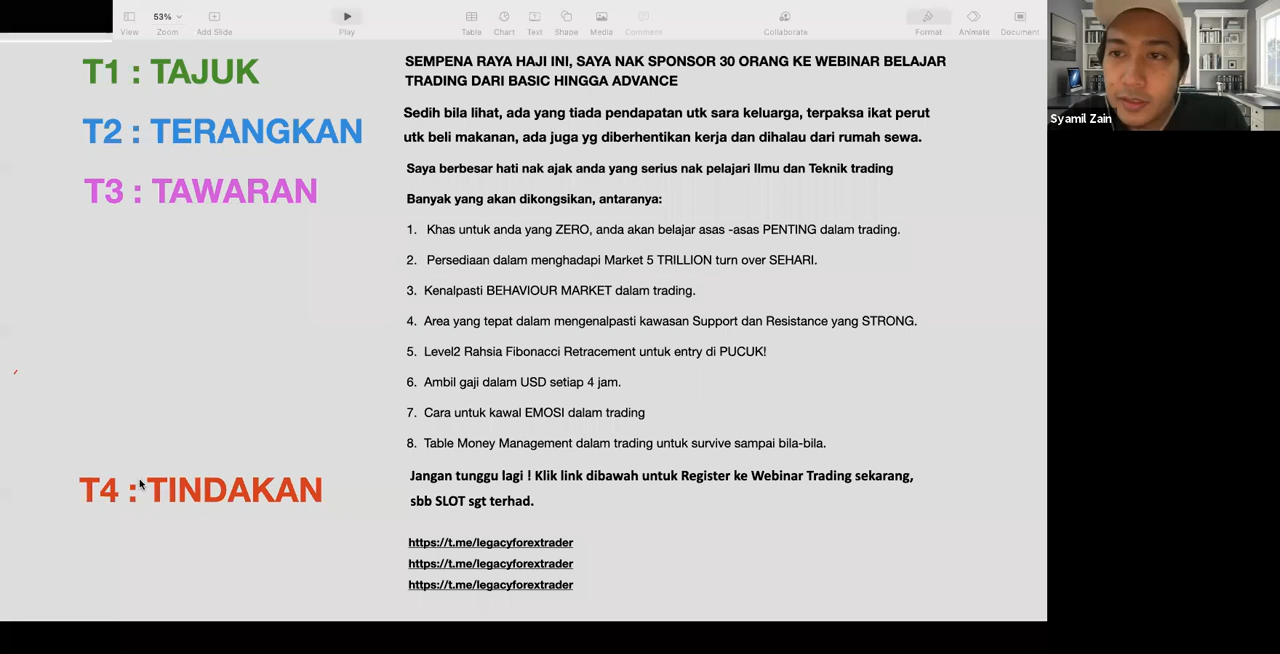 View
53%
Zoom
Add Slide
Play
Table
Chart
Text
Shape
Media
Comment
Collaborate
Format
Animate
Document
T1 : TAJUK
T2 : TERANGKAN
T3 : TAWARAN
T4 : TINDAKAN
SEMPENA RAYA HAJI INI, SAYA NAK SPONSOR 30 ORANG KE WEBINAR BELAJAR
TRADING DARI BASIC HINGGA ADVANCE
Sedih bila lihat, ada yang tiada pendapatan utk sara keluarga, terpaksa ikat perut
utk beli makanan, ada juga yg diberhentikan kerja dan dihalau dari rumah sewa.
Saya berbesar hati nak ajak anda yang serius nak pelajari Ilmu dan Teknik trading
Banyak yang akan dikongsikan, antaranya:
1. Khas untuk anda yang ZERO, anda akan belajar asas -asas PENTING dalam trading.
2. Persediaan dalam menghadapi Market 5 TRILLION turn over SEHARI.
3. Kenalpasti BEHAVIOUR MARKET dalam trading.
4. Area yang tepat dalam mengenalpasti kawasan Support dan Resistance yang STRONG.
5. Level2 Rahsia Fibonacci Retracement untuk entry di PUCUK!
6. Ambil gaji dalam USD setiap 4 jam.
7. Cara untuk kawal EMOSI dalam trading
8. Table Money Management dalam trading untuk survive sampai bila-bila.
Jangan tunggu lagi ! Klik link dibawah untuk Register ke Webinar Trading sekarang,
sbb SLOT sgt terhad.
https://t.me/legacyforextrader
https://t.me/legacyforextrader
https://t.me/legacyforextrader
Syamil Zain